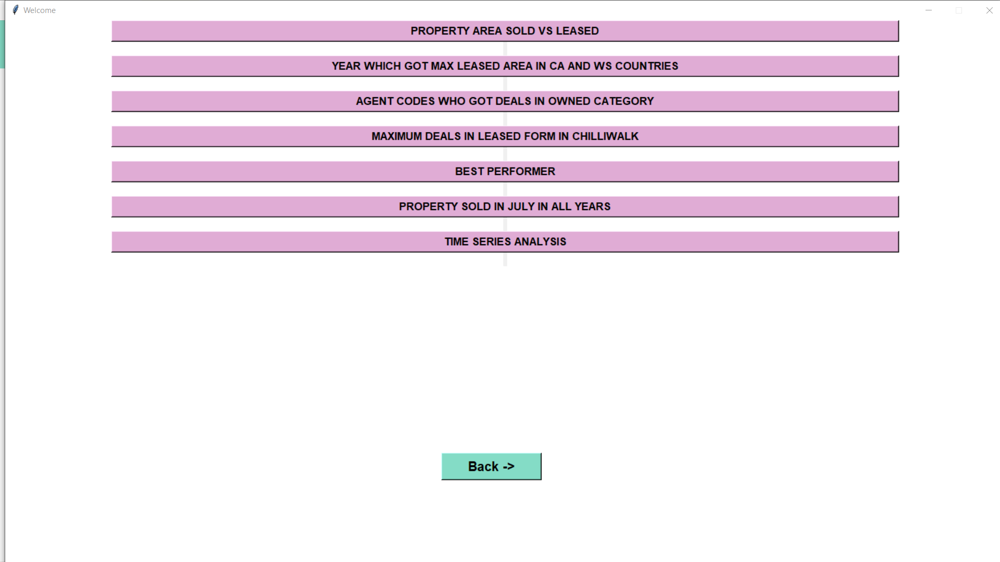 Welcome
PROPERTY AREA SOLD VS LEASED
YEAR WHICH GOT MAX LEASED AREA IN CA AND WS COUNTRIES
AGENT CODES WHO GOT DEALS IN OWNED CATEGORY
MAXIMUM DEALS IN LEASED FORM IN CHILLIWALK
BEST PERFORMER
PROPERTY SOLD IN JULY IN ALL YEARS
TIME SERIES ANALYSIS
Back ->